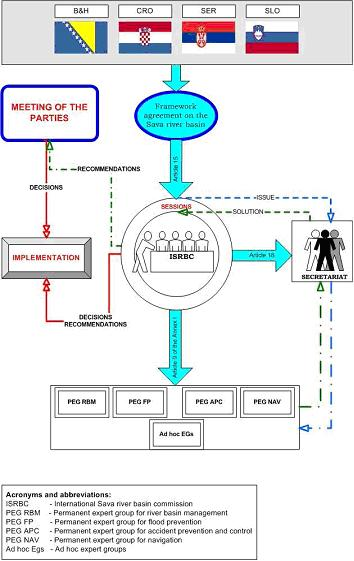 B&H CRO SER SLO
MEETING OF THE
PARTIES
Framework
agreement on the
Sava river basin
RECOMMENDATIONS
Article 15
DECISIONS
ISSUE
SESSIONS
SOLUTION
IMPLEMENTATION
ISRBC
Article 18
SECRETARIAT
DECISIONS
RECOMMENDATIONS
Article 9 of the Annex I
PEG RBM PEG FP PEG APC PEG NAV
Ad hoc EGs
Acronyms and abbreviations:
ISRBC - International Sava river basin commission
PEG RBM - Permanent expert group for river basin management
PEG FP - Permanent expert group for flood prevention
PEG APC - Permanent expert group for accident prevention and control
PEG NAV - Permanent expert group for navigation
Ad hoc Egs - Ad hoc expert groups